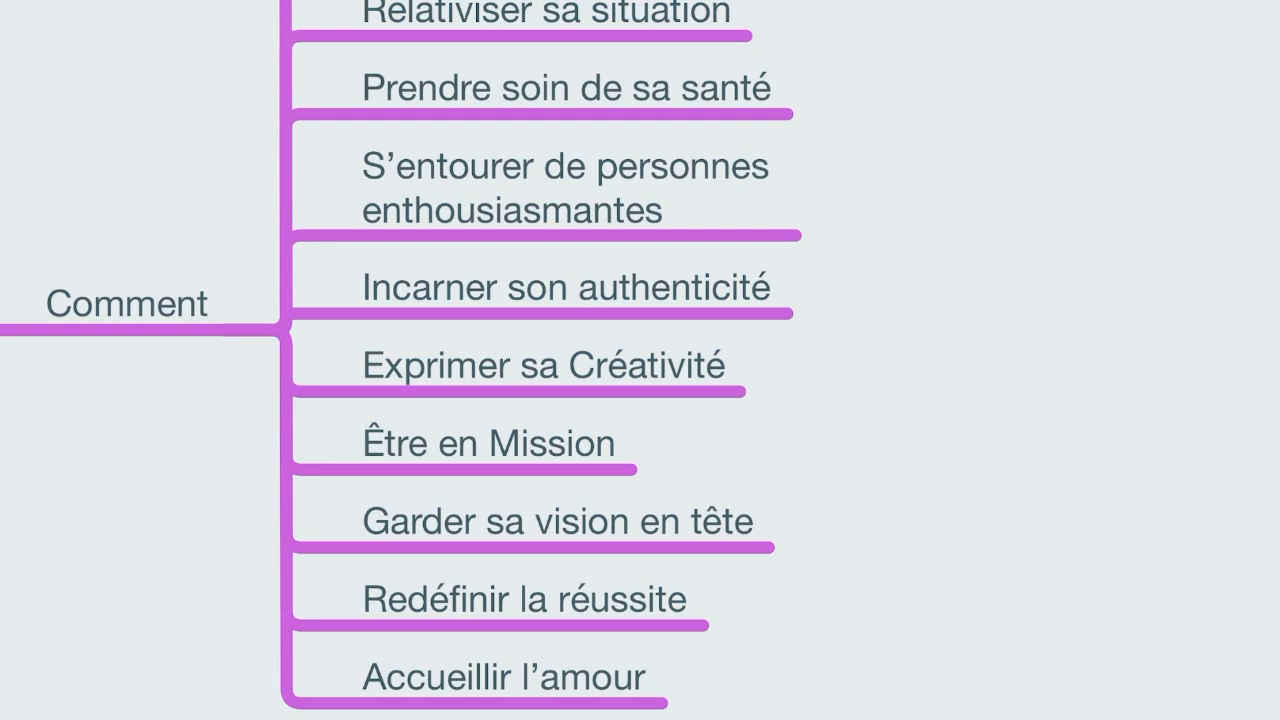 Relativiser sa situation
Prendre soin de sa santé
S’entourer de personnes
enthousiasmantes
Incarner son authenticité
Comment
Exprimer sa Créativité
Être en Mission
Garder sa vision en tête
Redéfinir la réussite
Accueillir l’amour